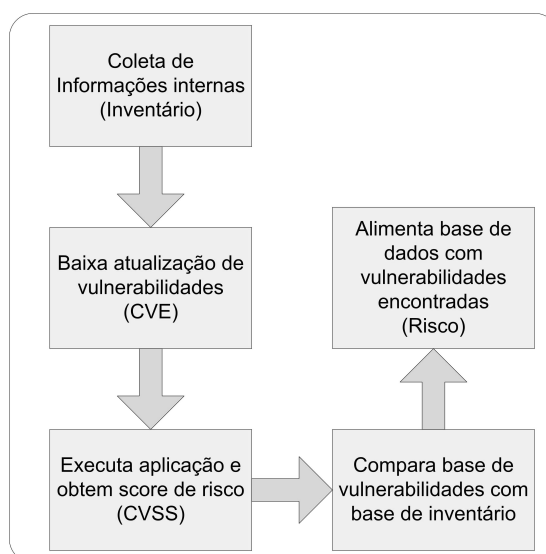 Coleta de
Informações internas
(Inventário)
Baixa atualização de
vulnerabilidades
(CVE)
Executa aplicação e
obtem score de risco
(CVSS)
Compara base de
vulnerabilidades com
base de inventário
Alimenta base de
dados com
vulnerabilidades
encontradas
(Risco)